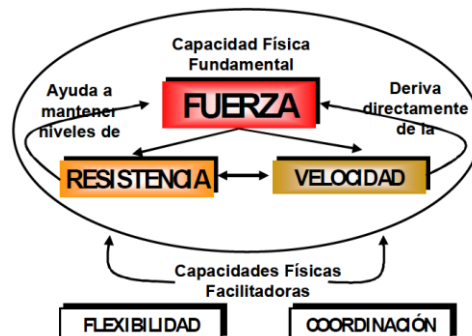 Capacidad Física
Fundamental
Ayuda a
mantener
niveles de
FUERZA
Deriva
directamente
de la
RESISTENCIA
VELOCIDAD
Capacidades Físicas
Facilitadoras
FLEXIBILIDAD
COORDINACIÓN